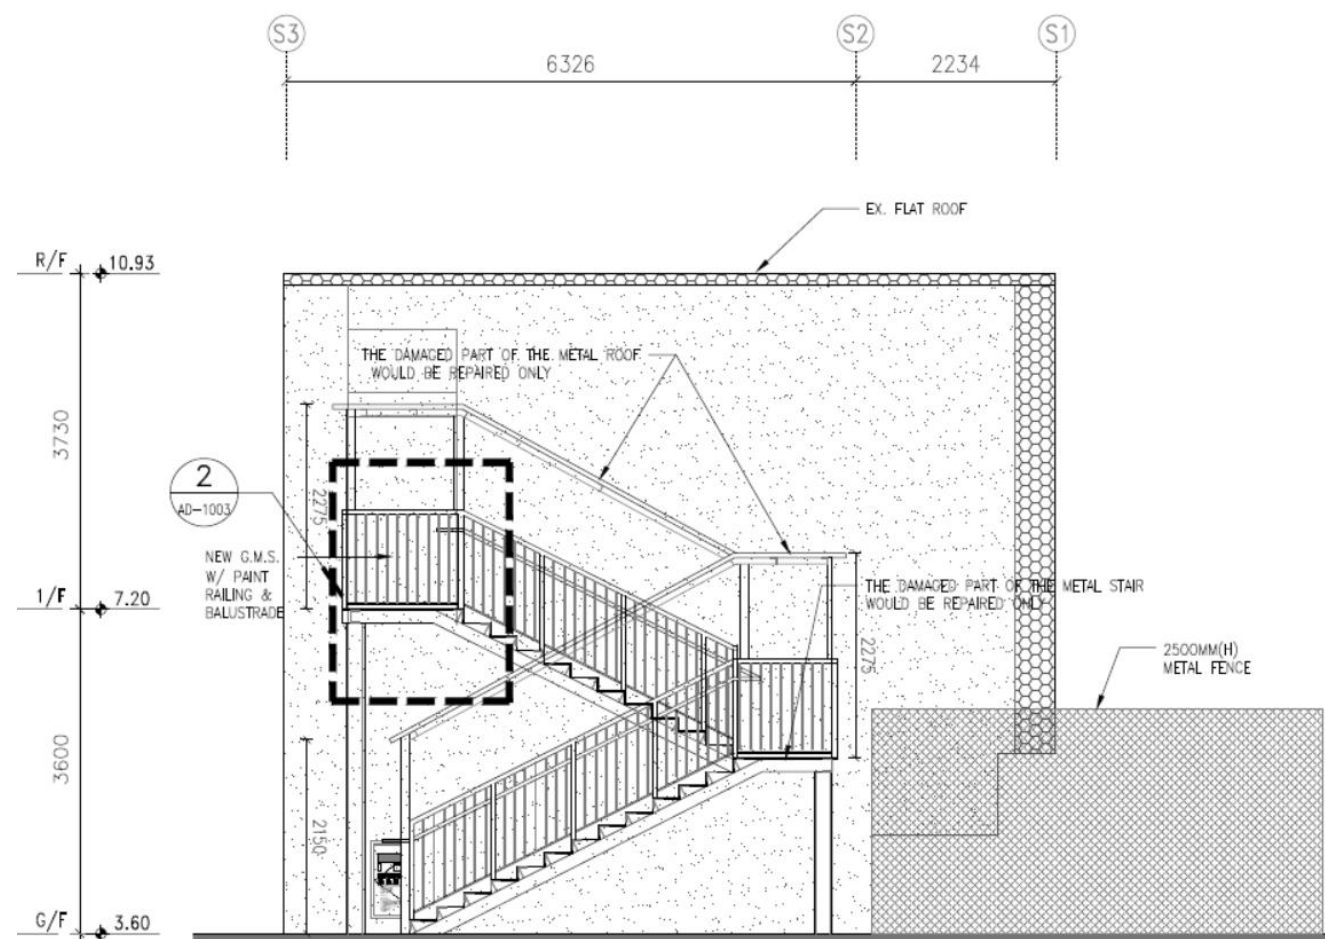 S3
S2
S1
6326
2234
EX. FLAT ROOF
R/F
10.93
THE DAMAGED PART OF THE METAL ROOF
WOULD BE REPAIRED ONLY
3730
2
AD-1003
2275
NEW G.M.S.
W/ PAINT
RAILING &
BALUSTRADE
1/F
7.20
THE DAMAGED PART OF THE METAL STAIR
WOULD BE REPAIRED ONLY
2275
2500MM(H)
METAL FENCE
3600
2150
G/F
3.60